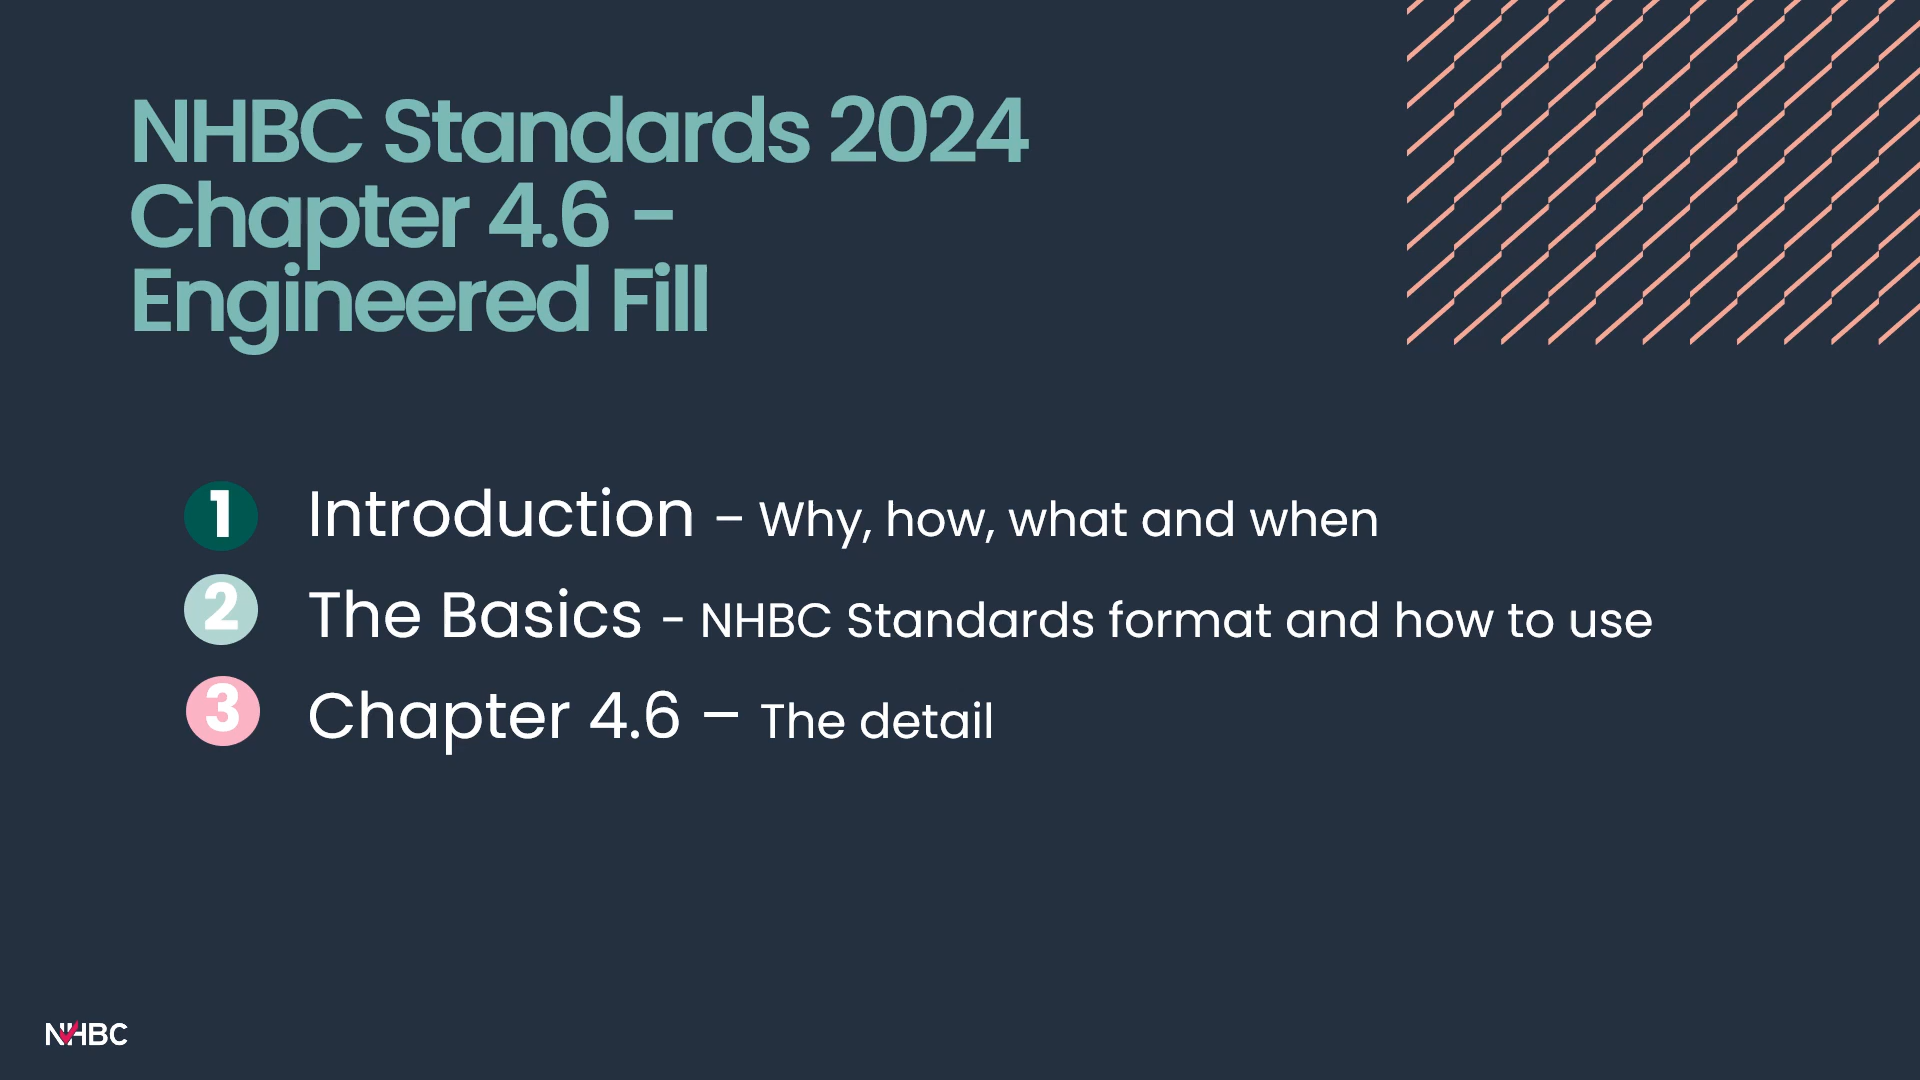 NHBC Standards 2024
Chapter 4.6 –
Engineered Fill
1 Introduction – Why, how, what and when
2 The Basics - NHBC Standards format and how to use
3 Chapter 4.6 – The detail
NHBC